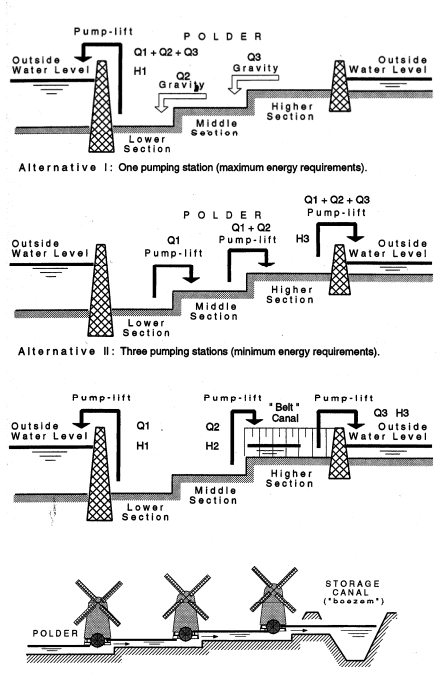 Pump-lift
P O L D E R
Outside
Water Level
Q1 + Q2 + Q3
H1
Q2
Gravity
Q3
Gravity
Outside
Water Level
Higher
Section
Middle
Section
Lower
Section
Alternative I: One pumping station (maximum energy requirements).
P O L D E R
Q1 + Q2 + Q3
Pump-lift
Outside
Water Level
Q1
Pump-lift
Q1 + Q2
Pump-lift
H3
Outside
Water Level
Higher
Section
Middle
Section
Lower
Section
Alternative II: Three pumping stations (minimum energy requirements).
Pump-lift
Pump-lift
"Belt"
Canal
Pump-lift
Outside
Water Level
Q1
H1
Q2
H2
Q3 H3
Outside
Water Level
Higher
Section
Middle
Section
Lower
Section
STORAGE
CANAL
("boezem")
POLDER